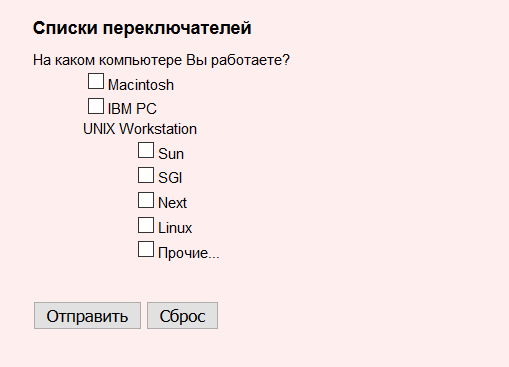 Списки переключателей
На каком компьютере Вы работаете?
Macintosh
IBM PC
UNIX Workstation
Sun
SGI
Next
Linux
Прочие...
Отправить Сброс